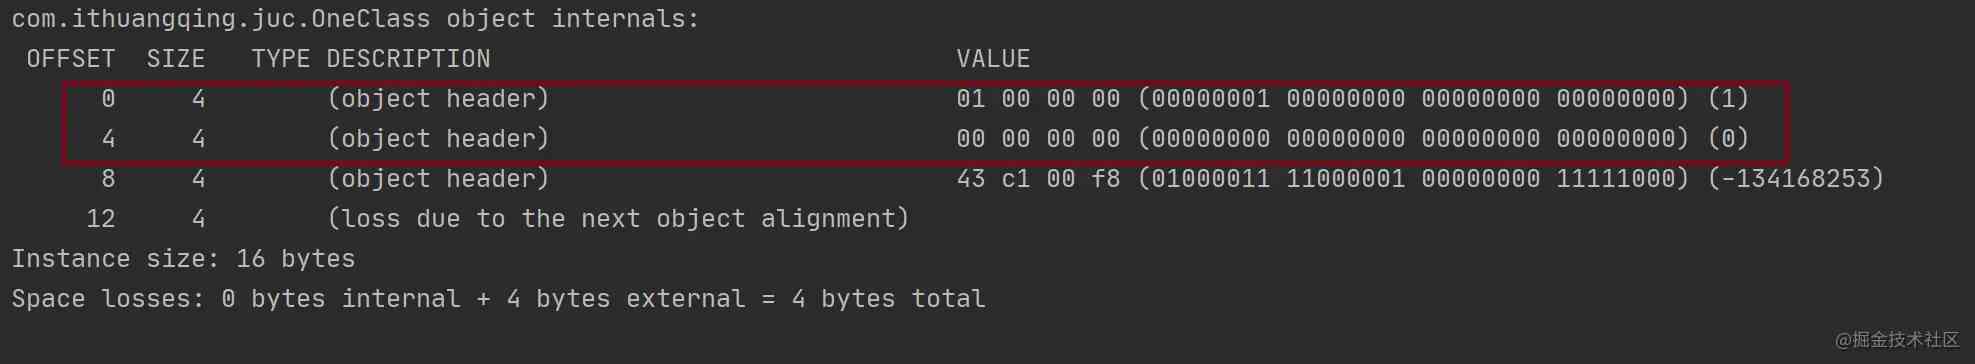 com.ithuangqing.juc.OneClass object internals:
OFFSET SIZE TYPE DESCRIPTION VALUE
0 4 (object header) 01 00 00 00 (00000001 00000000 00000000 00000000) (1)
4 4 (object header) 00 00 00 00 (00000000 00000000 00000000 00000000) (0)
8 4 (object header) 43 c1 00 f8 (01000011 11000001 00000000 11111000) (-134168253)
12 4 (loss due to the next object alignment)
Instance size: 16 bytes
Space losses: 0 bytes internal + 4 bytes external = 4 bytes total
@掘金技术社区